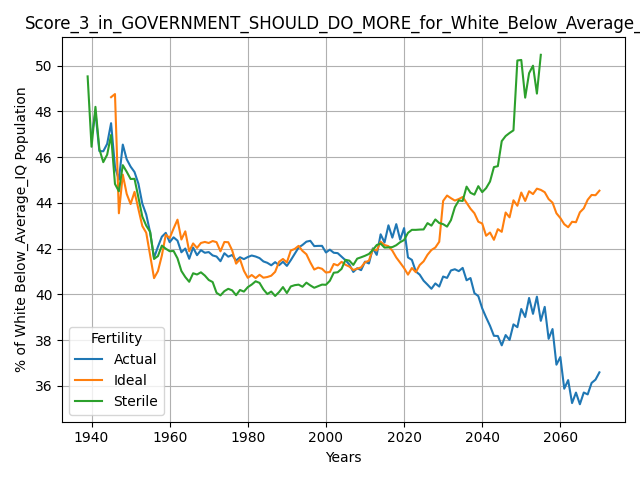 Score_3_in_GOVERNMENT_SHOULD_DO_MORE_for_White_Below_Average_
% of White Below_Average_IQ Population
50
48
46
44
42
40
38
36
Fertility
Actual
Ideal
Sterile
1940
1960
1980
2000
2020
2040
2060
Years